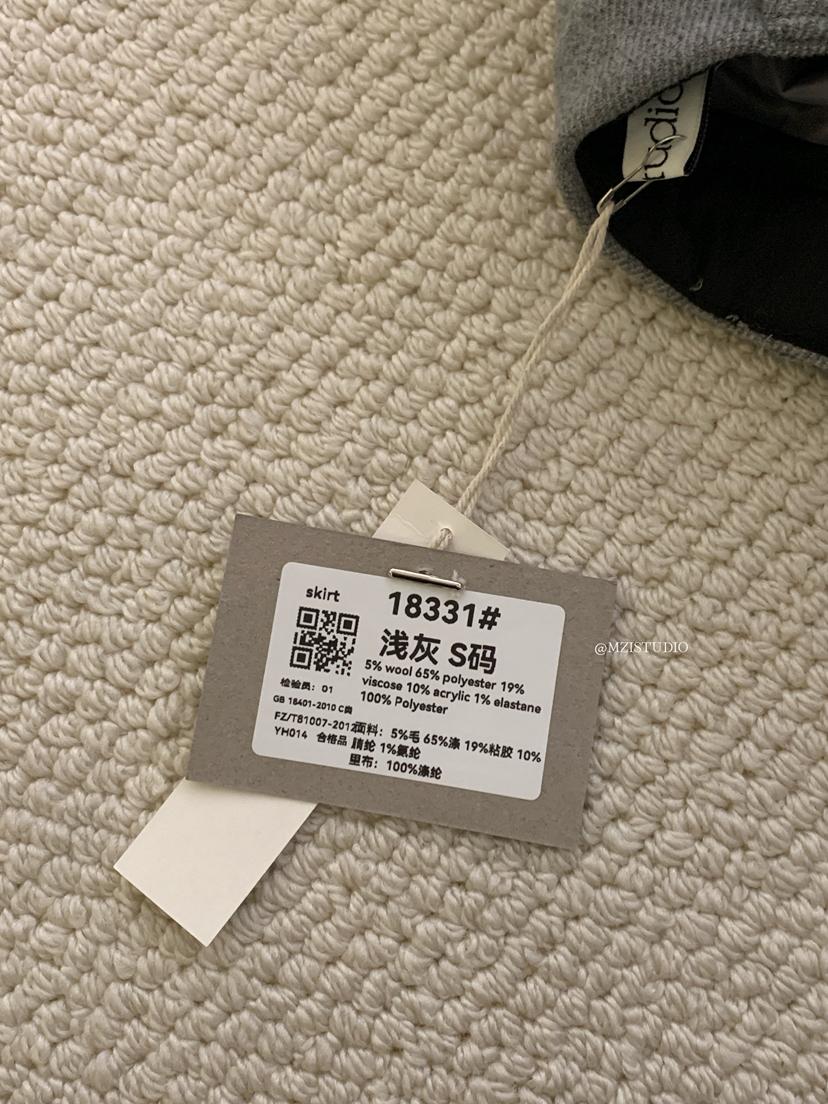 udio
skirt
18331#
浅灰 S码
5% wool 65% polyester 19%
viscose 10% acrylic 1% elastane
100% Polyester
检验员：01
GB 18401-2010 C类
FZ/T81007-2012
YH014 合格品
面料：5%毛 65%涤 19%粘胶 10%
腈纶 1%氨纶
里布：100%涤纶
@MZISTUDIO